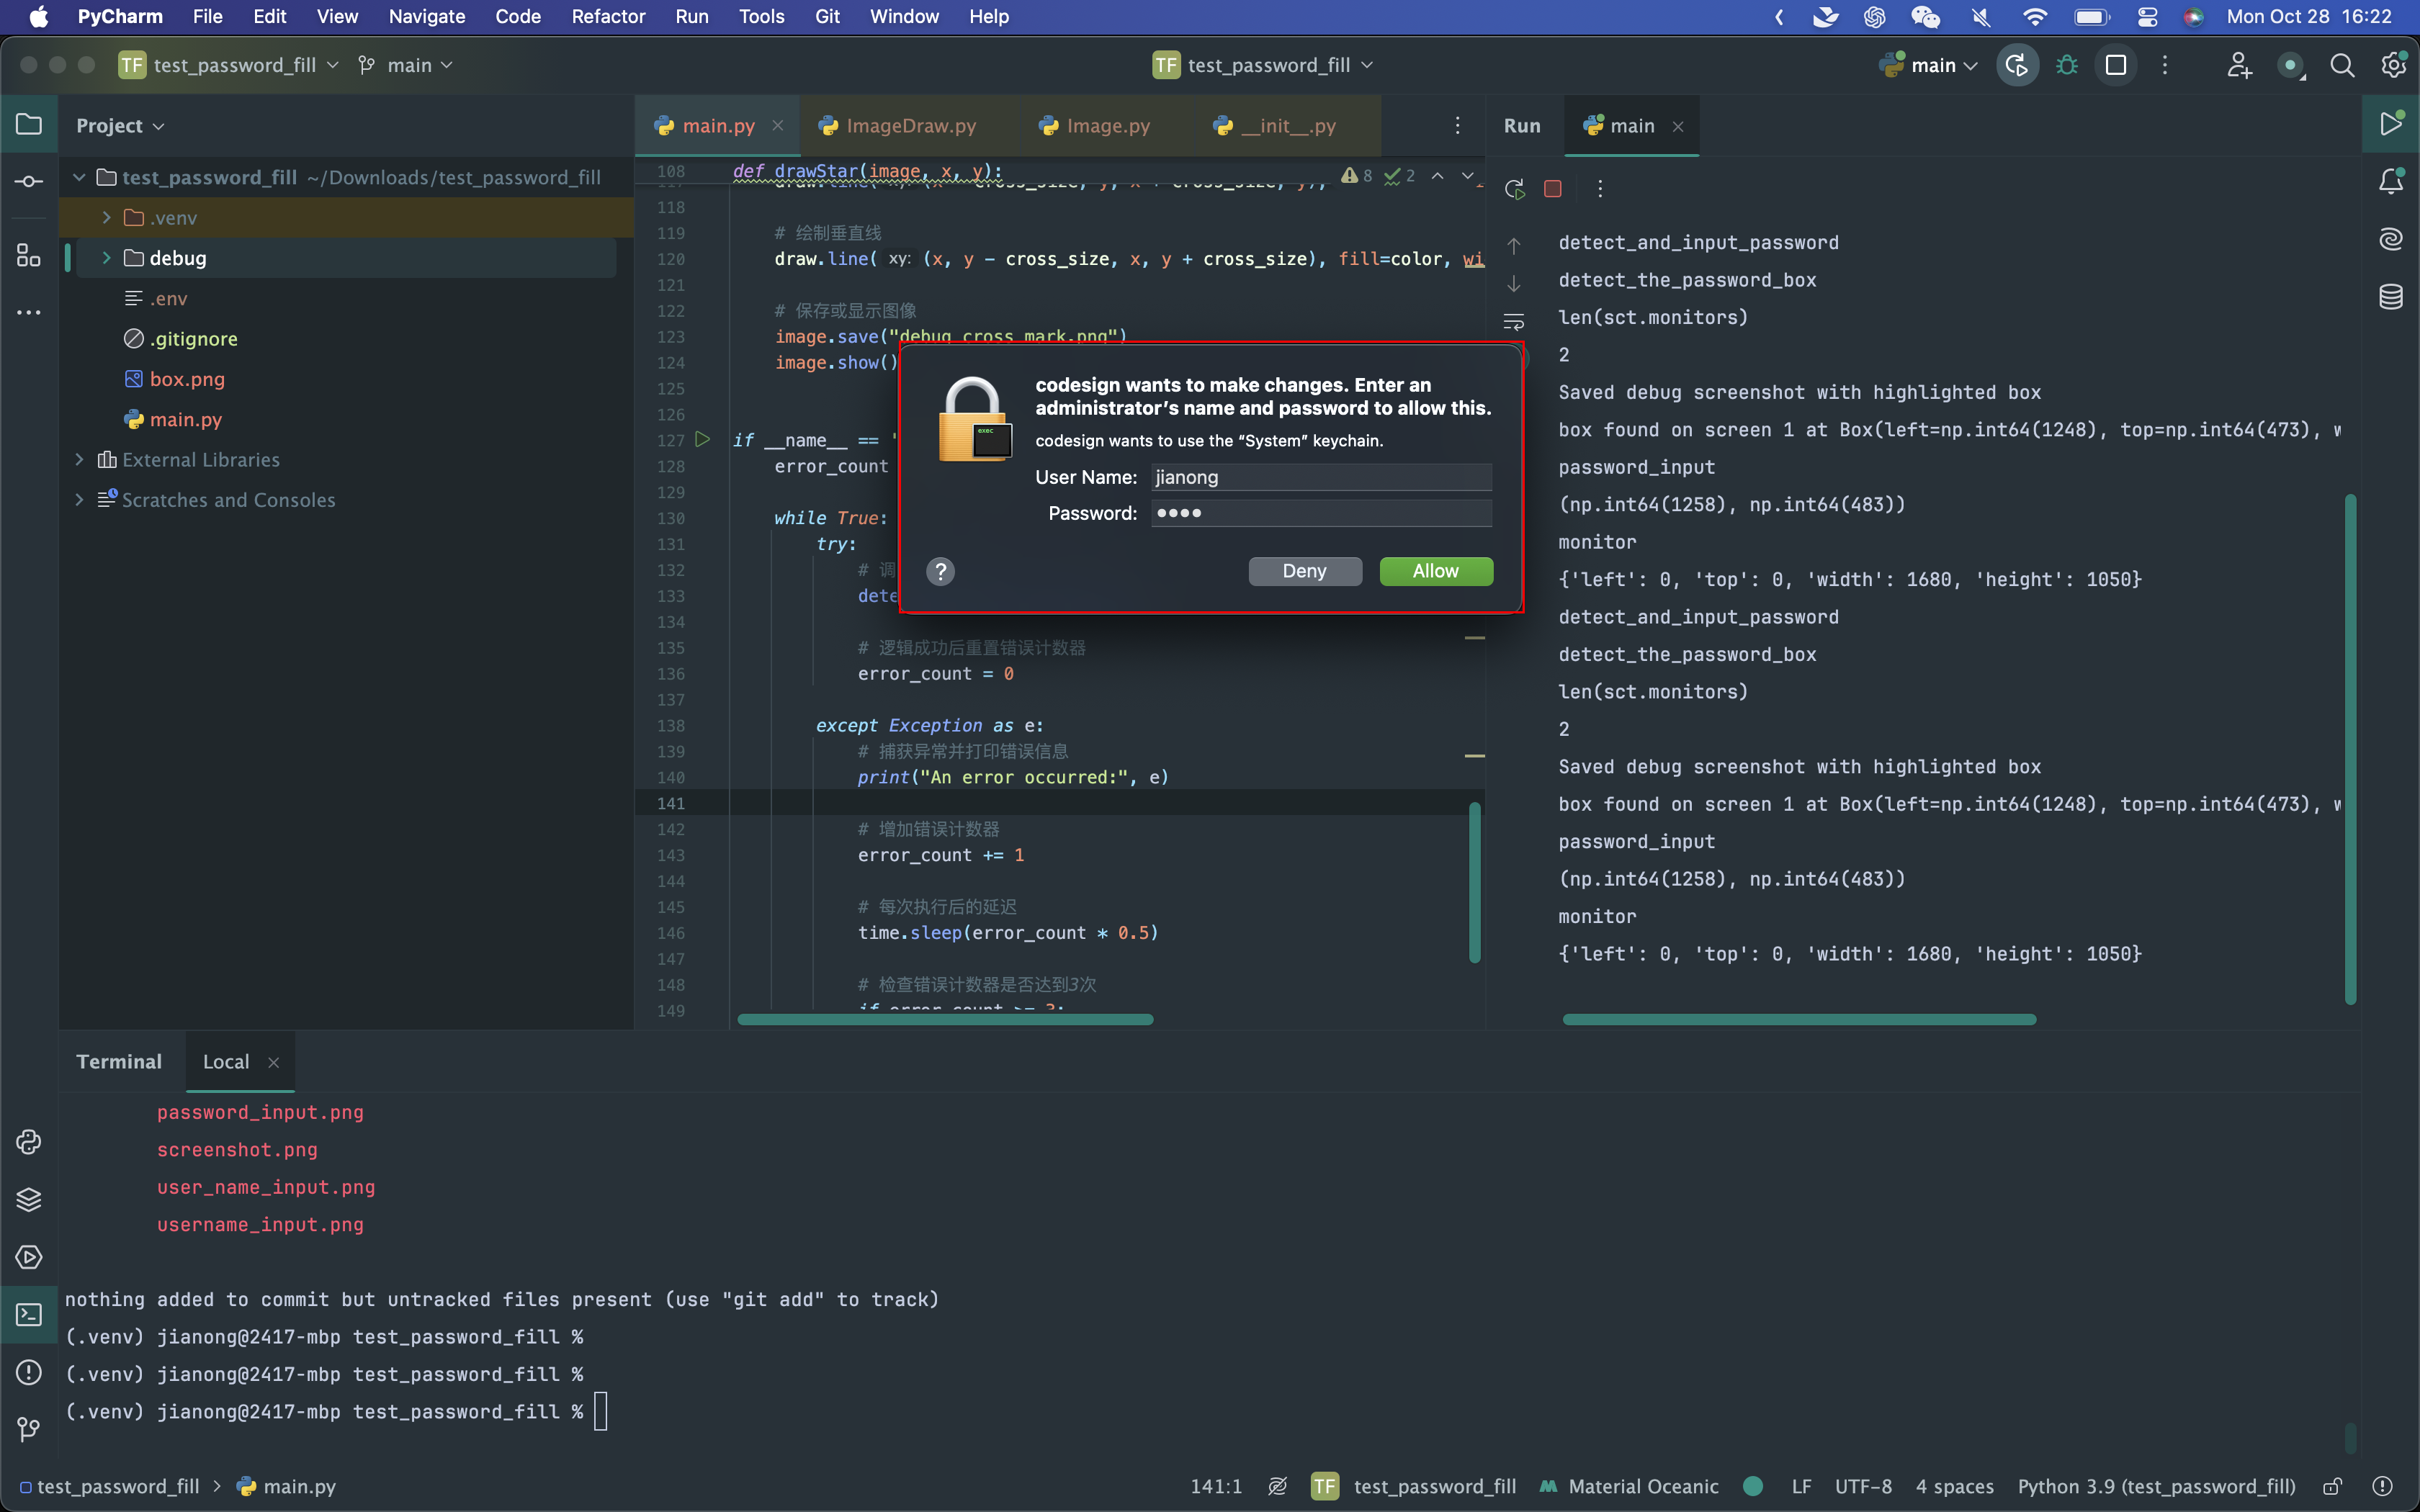 PyCharm File Edit View Navigate Code Refactor Run Tools Git Window Help Mon Oct 28 16:22
TF test_password_fill main TF test_password_fill main
Project
test_password_fill ~/Downloads/test_password_fill
.venv
debug
.env
.gitignore
box.png
main.py
External Libraries
Scratches and Consoles
main.py ImageDraw.py Image.py __init__.py
108 def drawStar(image, x, y): 8 2
118
119 # 绘制垂直线
120 draw.line( xy: (x, y - cross_size, x, y + cross_size), fill=color, wi
121
122 # 保存或显示图像
123 image.save("debug_cross_mark.png")
124 image.show()
125
126
127 if __name__ == '
128 error_count
129
130 while True:
131 try:
132 # 调
133 dete
134
135 # 逻辑成功后重置错误计数器
136 error_count = 0
137
138 except Exception as e:
139 # 捕获异常并打印错误信息
140 print("An error occurred:", e)
141
142 # 增加错误计数器
143 error_count += 1
144
145 # 每次执行后的延迟
146 time.sleep(error_count * 0.5)
147
148 # 检查错误计数器是否达到3次
149 if error_count >= 3:
codesign wants to make changes. Enter an
administrator’s name and password to allow this.
codesign wants to use the “System” keychain.
exec
User Name: jianong
Password: ●●●●
? Deny Allow
Run main
detect_and_input_password
detect_the_password_box
len(sct.monitors)
2
Saved debug screenshot with highlighted box
box found on screen 1 at Box(left=np.int64(1248), top=np.int64(473), w
password_input
(np.int64(1258), np.int64(483))
monitor
{'left': 0, 'top': 0, 'width': 1680, 'height': 1050}
detect_and_input_password
detect_the_password_box
len(sct.monitors)
2
Saved debug screenshot with highlighted box
box found on screen 1 at Box(left=np.int64(1248), top=np.int64(473), w
password_input
(np.int64(1258), np.int64(483))
monitor
{'left': 0, 'top': 0, 'width': 1680, 'height': 1050}
Terminal Local
password_input.png
screenshot.png
user_name_input.png
username_input.png
nothing added to commit but untracked files present (use "git add" to track)
(.venv) jianong@2417-mbp test_password_fill %
(.venv) jianong@2417-mbp test_password_fill %
(.venv) jianong@2417-mbp test_password_fill %
test_password_fill > main.py 141:1 TF test_password_fill Material Oceanic LF UTF-8 4 spaces Python 3.9 (test_password_fill)